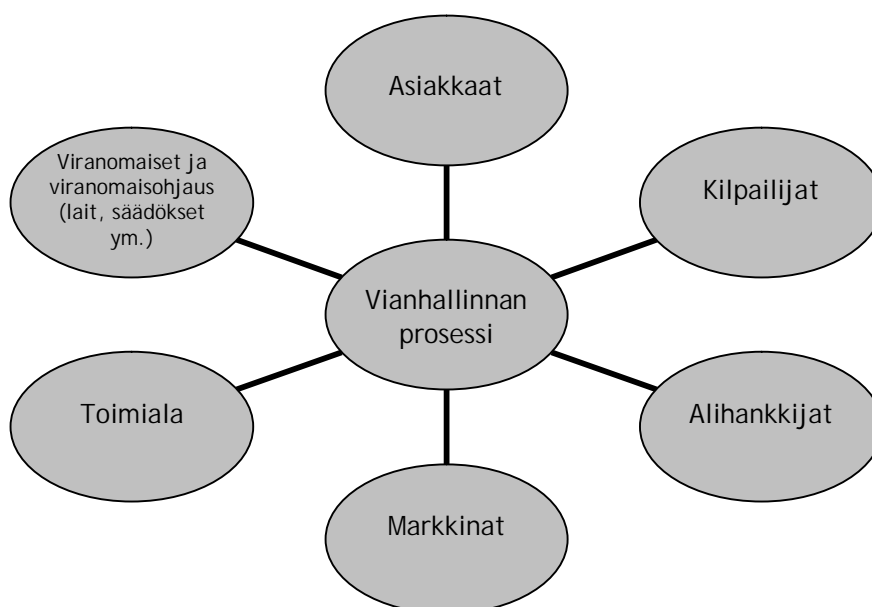 Asiakkaat
Viranomaiset ja
viranomaisohjaus
(lait, säädökset
ym.)
Kilpailijat
Vianhallinnan
prosessi
Toimiala
Alihankkijat
Markkinat